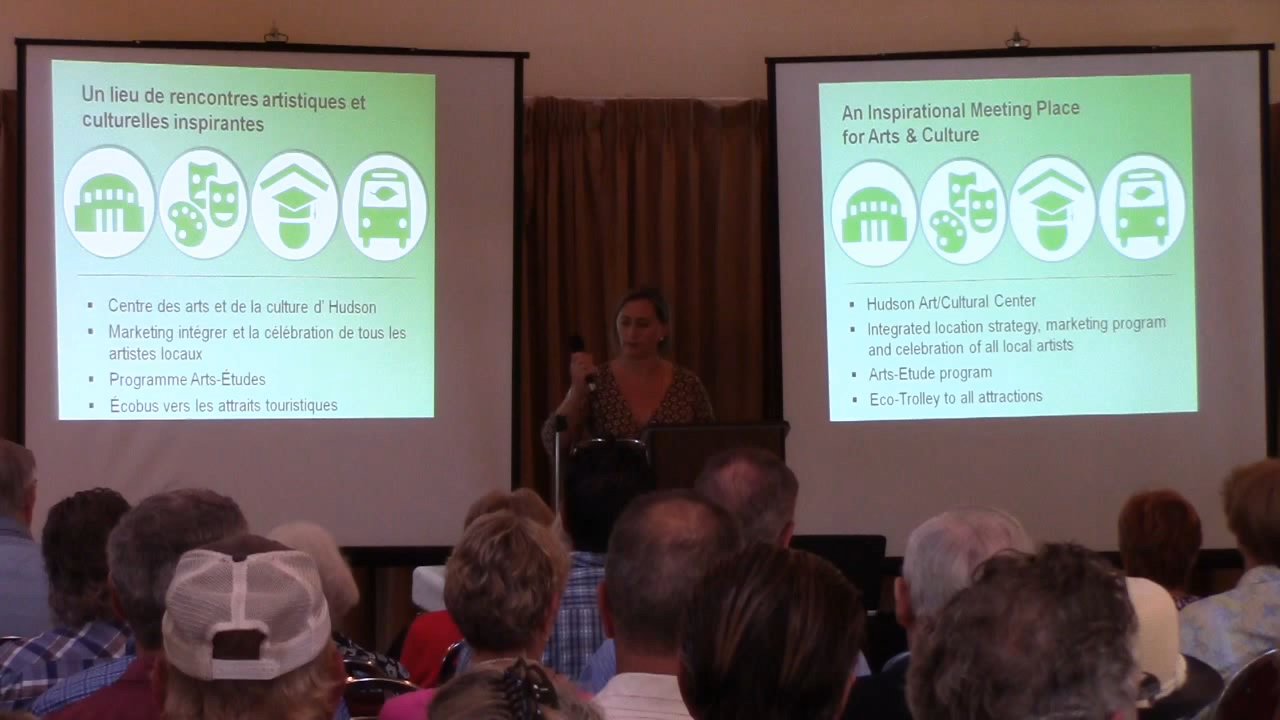 Un lieu de rencontres artistiques et
culturelles inspirantes
▪ Centre des arts et de la culture d' Hudson
▪ Marketing intégrer et la célébration de tous les
artistes locaux
▪ Programme Arts-Études
▪ Écobus vers les attraits touristiques
An Inspirational Meeting Place
for Arts & Culture
▪ Hudson Art/Cultural Center
▪ Integrated location strategy, marketing program
and celebration of all local artists
▪ Arts-Etude program
▪ Eco-Trolley to all attractions